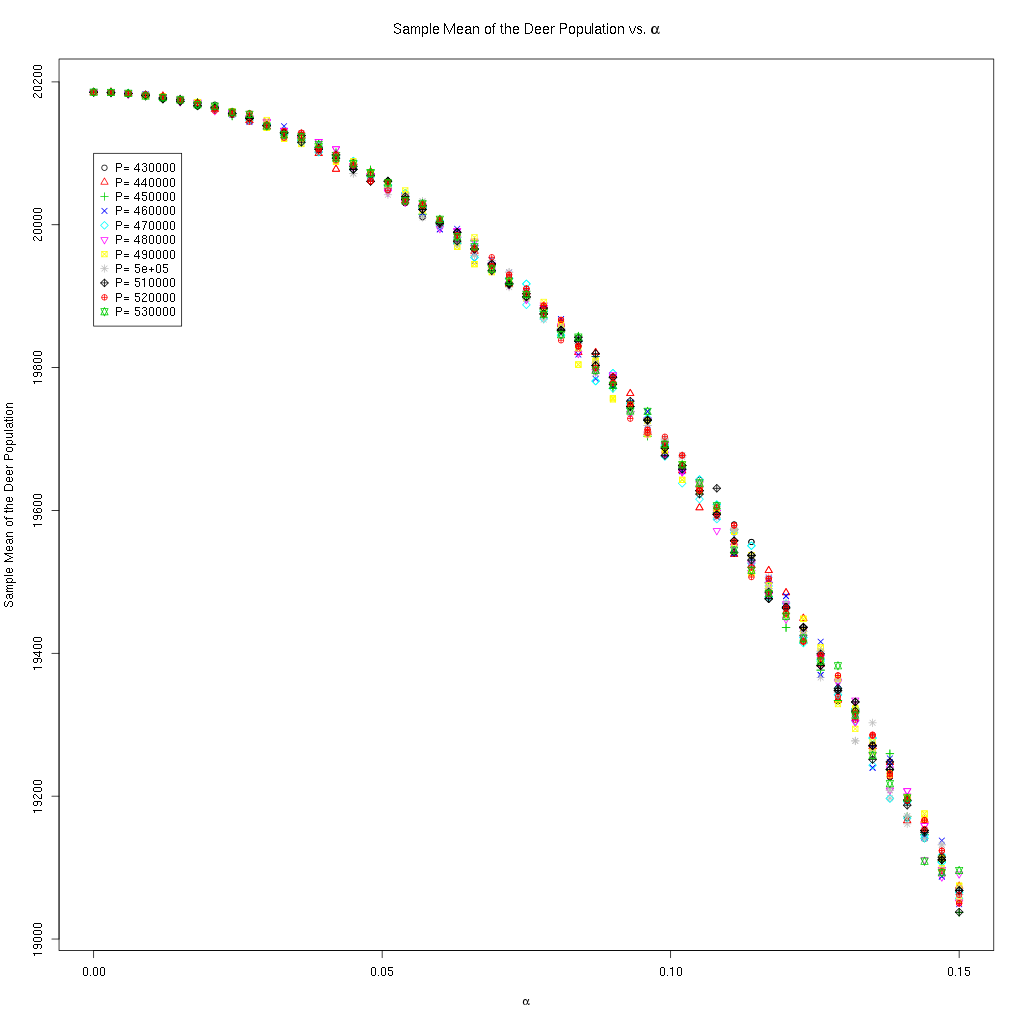 Sample Mean of the Deer Population vs. α
Sample Mean of the Deer Population
20200
20000
19800
19600
19400
19200
19000
P= 430000
P= 440000
P= 450000
P= 460000
P= 470000
P= 480000
P= 490000
P= 5e+05
P= 510000
P= 520000
P= 530000
0.00 0.05 0.10 0.15
α